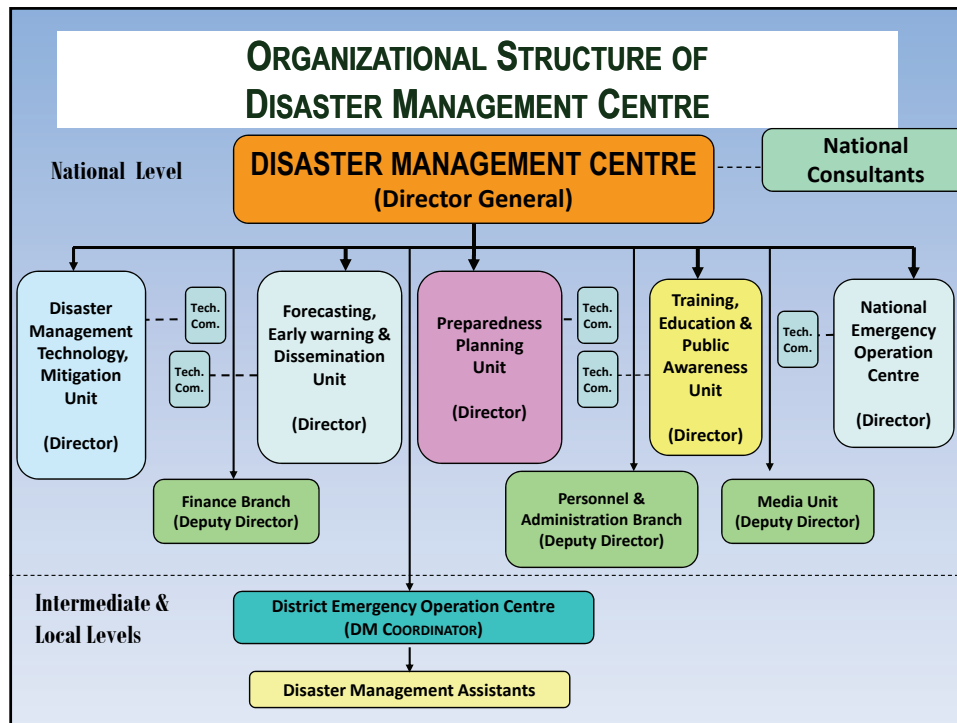 ORGANIZATIONAL STRUCTURE OF
DISASTER MANAGEMENT CENTRE
National Level
DISASTER MANAGEMENT CENTRE
(Director General)
National
Consultants
Disaster
Management
Technology,
Mitigation
Unit
(Director)
Tech.
Com.
Tech.
Com.
Forecasting,
Early warning &
Dissemination
Unit
(Director)
Preparedness
Planning
Unit
(Director)
Tech.
Com.
Tech.
Com.
Training,
Education &
Public
Awareness
Unit
(Director)
Tech.
Com.
National
Emergency
Operation
Centre
(Director)
Finance Branch
(Deputy Director)
Personnel &
Administration Branch
(Deputy Director)
Media Unit
(Deputy Director)
Intermediate &
Local Levels
District Emergency Operation Centre
(DM COORDINATOR)
Disaster Management Assistants